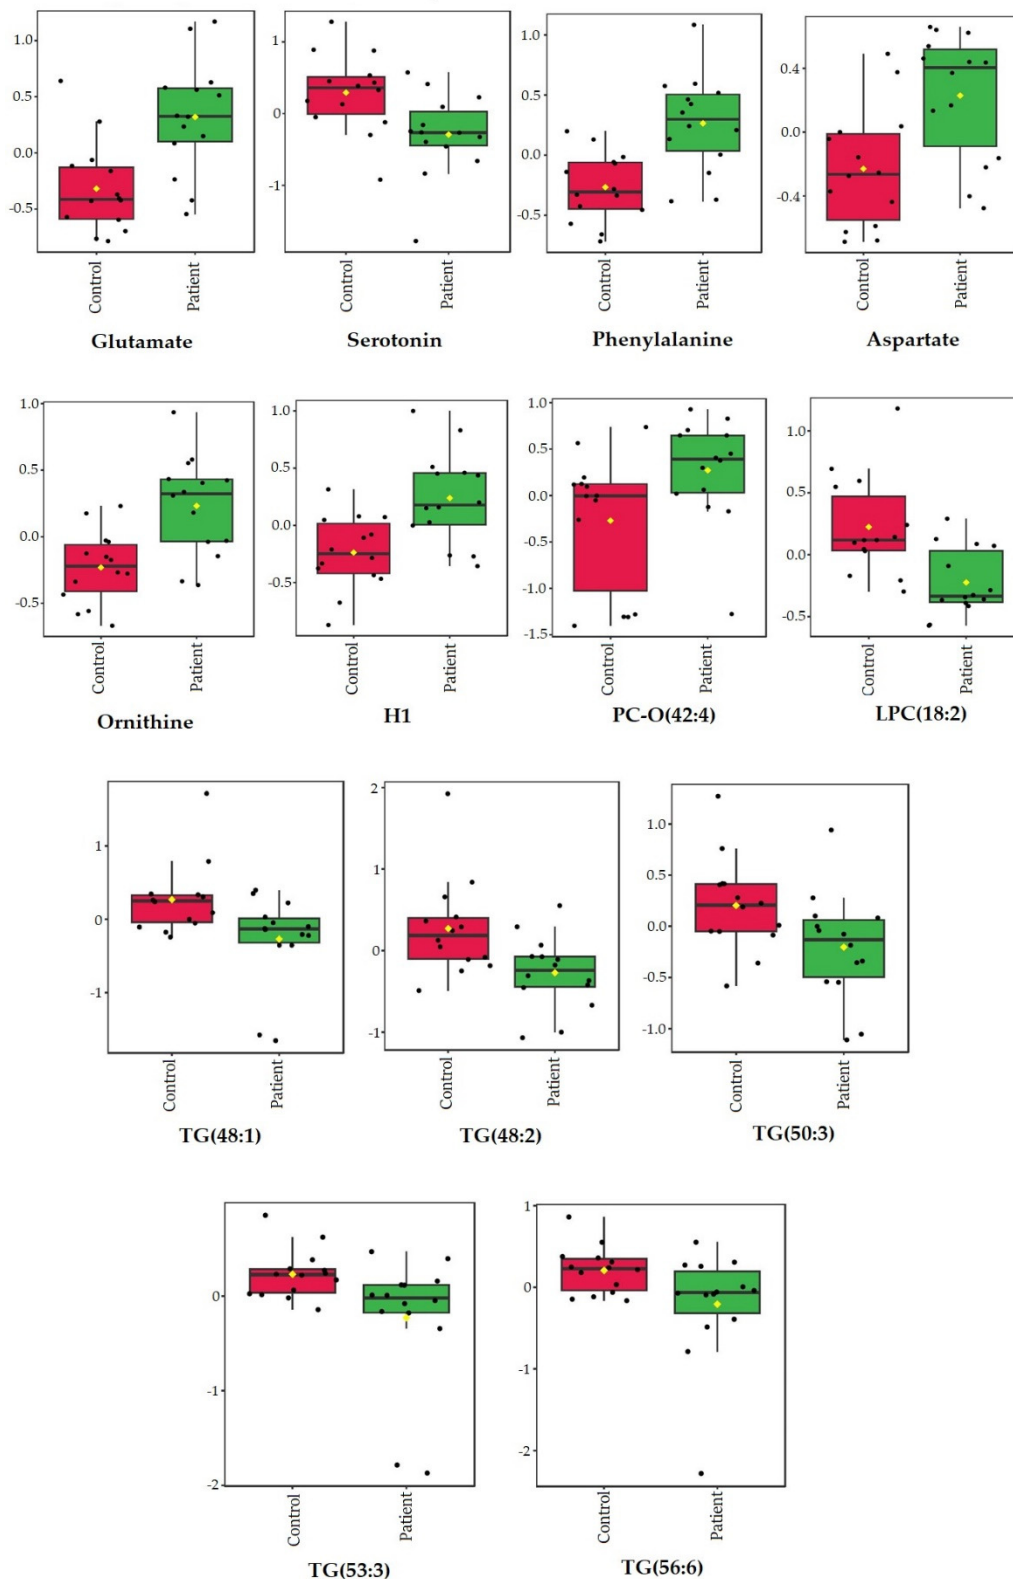 1.0
0.5
0.0
-0.5
Control
Patient
Glutamate
1
0
-1
Control
Patient
Serotonin
1.0
0.5
0.0
-0.5
Control
Patient
Phenylalanine
0.4
0.0
-0.4
Control
Patient
Aspartate
1.0
0.5
0.0
-0.5
Control
Patient
Ornithine
1.0
0.5
0.0
-0.5
Control
Patient
H1
1.0
0.5
0.0
-0.5
-1.0
-1.5
Control
Patient
PC-O(42:4)
1.0
0.5
0.0
-0.5
Control
Patient
LPC(18:2)
1
0
-1
Control
Patient
TG(48:1)
2
1
0
-1
Control
Patient
TG(48:2)
1.0
0.5
0.0
-0.5
-1.0
Control
Patient
TG(50:3)
0
-1
-2
Control
Patient
TG(53:3)
1
0
-1
-2
Control
Patient
TG(56:6)